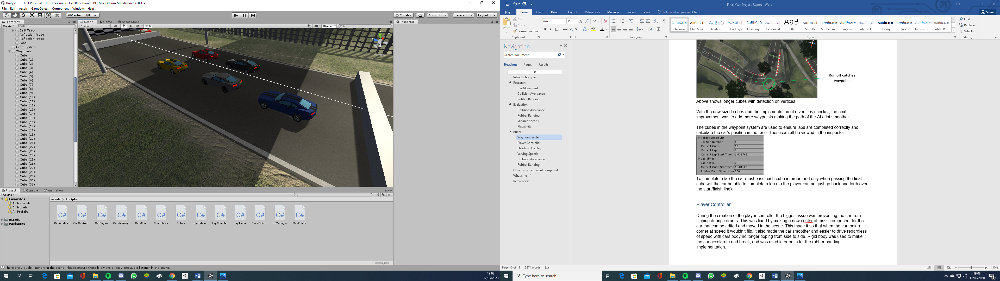 Unity 2019.1.11f1 Personal - Drift Track.unity - FYP Race Game - PC, Mac & Linux Standalone* <DX11>
File Edit Assets GameObject Component Window Help
Center Local
Collab Account Layers Layout
Hierarchy
Create All
Drift Track
Reflection Probe
Reflection Probe
road
EventSystem
Waypoints
Cube
Cube (1)
Cube (2)
Cube (3)
Cube (4)
Cube (5)
Cube (6)
Cube (7)
Cube (8)
Cube (9)
Cube (10)
Cube (11)
Cube (12)
Cube (13)
Cube (14)
Cube (15)
Cube (16)
Cube (17)
Cube (18)
Cube (19)
Cube (20)
Cube (21)
Cube (22)
Cube (23)
Cube (24)
Cube (25)
Cube (26)
Cube (27)
Cube (28)
Cube (29)
Cube (30)
Cube (31)
Scene Game Asset Store
Shaded 2D 0 Gizmos All
y x z
Persp
Inspector
Project Console Animation
Create
Favorites
All Materials
All Models
All Prefabs
Assets
Packages
Assets > Scripts
C# C# C# C# C# C# C# C# C# C# C# C# C#
CameraMa... CarControll... CarEngine CarsManag... CarWheel Countdown Cubes InputMana... LapComple... LapTimer RaceFinish... UIManager WayPoints
There are 2 audio listeners in the scene. Please ensure there is always exactly one audio listener in the scene.
19:08
17/05/2020
Final-Year-Project-Report - Word
File Home Insert Design Layout References Mailings Review View Tell me what you want to do... Share
Paste
Cut
Copy
Format Painter
Clipboard
Arial 11
Font
Paragraph
AaBbCcDc AaBbCcDc AaBbCc AaBbCcE AaBbCcD AaBbCcDc AaB AaBbCcC AaBbCcDc AaBbCcDc AaBbCcDc AaBbCcDc AaBbCcDc AaBbCcDc AaBbCcDc
¶ Normal ¶ No Spac... Heading 1 Heading 2 Heading 3 Heading 4 Title Subtitle Subtle Em... Emphasis Intense E... Strong Quote Intense Q... Subtle Ref...
Styles
Find
Replace
Select
Editing
Navigation
Search document
Headings Pages Results
Introduction / aim:
Research:
Car Movement
Collision Avoidance
Rubber Banding
Evaluation:
Collision Avoidance
Rubber Banding
Variable Speeds
Playability
Build:
Waypoint System
Player Controller
Heads up Display
Varying Speeds
Collision Avoidance
Rubber Banding
How the project went compared...
What's next?
References:
Run off catches
waypoint
Above shows longer cubes with detection on vertices.
With the new sized cubes and the implementation of a vertices checker, the next
improvement was to add more waypoints making the path of the AI a lot smoother.
The cubes in the waypoint system are used to ensure laps are completed correctly and
calculate the car's position in the race. These can all be viewed in the inspector.
Target Speed List
Position Number 1
Current Cube 10
Current Lap 1
Current Lap Start Time 1.436768
Lap Times
Lap Active 0
Current Cube Start Time 16.81108
Rubber Band Speed Limit 100
To complete a lap the car must pass each cube in order, and only when passing the final
cube will the car be able to complete a lap (so the player can not just go back and forth over
the start/finish line).
Player Controller
During the creation of the player controller the biggest issue was preventing the car from
flipping during corners. This was fixed by making a new center of mass component for the
car that can be edited and moved in the scene. This made it so that when the car took a
corner at speed it wouldn't flip, it also made the car smoother and easier to drive regardless
of speed with cars body no longer tipping from side to side. Rigid body was used to make
the car accelerate and break, and was used later on in for the rubber banding
implementation.
Page 10 of 15 3274 words
110%
Type here to search
19:08
17/05/2020